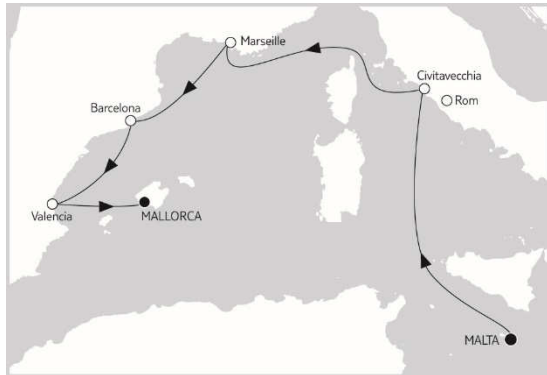 Marseille
Civitavecchia
Rom
Barcelona
Valencia
MALLORCA
MALTA